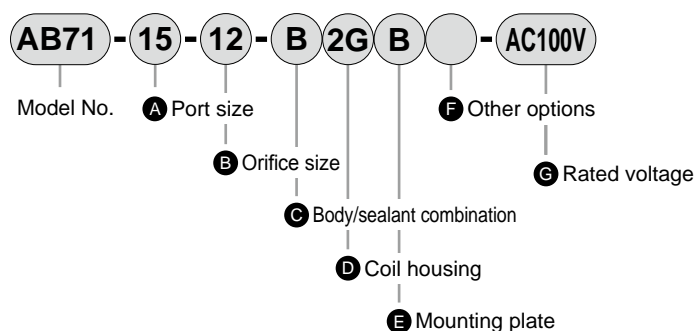 AB71 - 15 - 12 - B 2G B - AC100V
Model No.
A Port size
F Other options
B Orifice size
G Rated voltage
C Body/sealant combination
D Coil housing
E Mounting plate